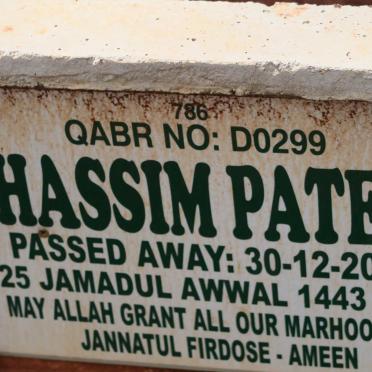 786
QABR NO: D0299
HASSIM PATE
PASSED AWAY: 30-12-20
25 JAMADUL AWWAL 1443
MAY ALLAH GRANT ALL OUR MARHOO
JANNATUL FIRDOSE - AMEEN